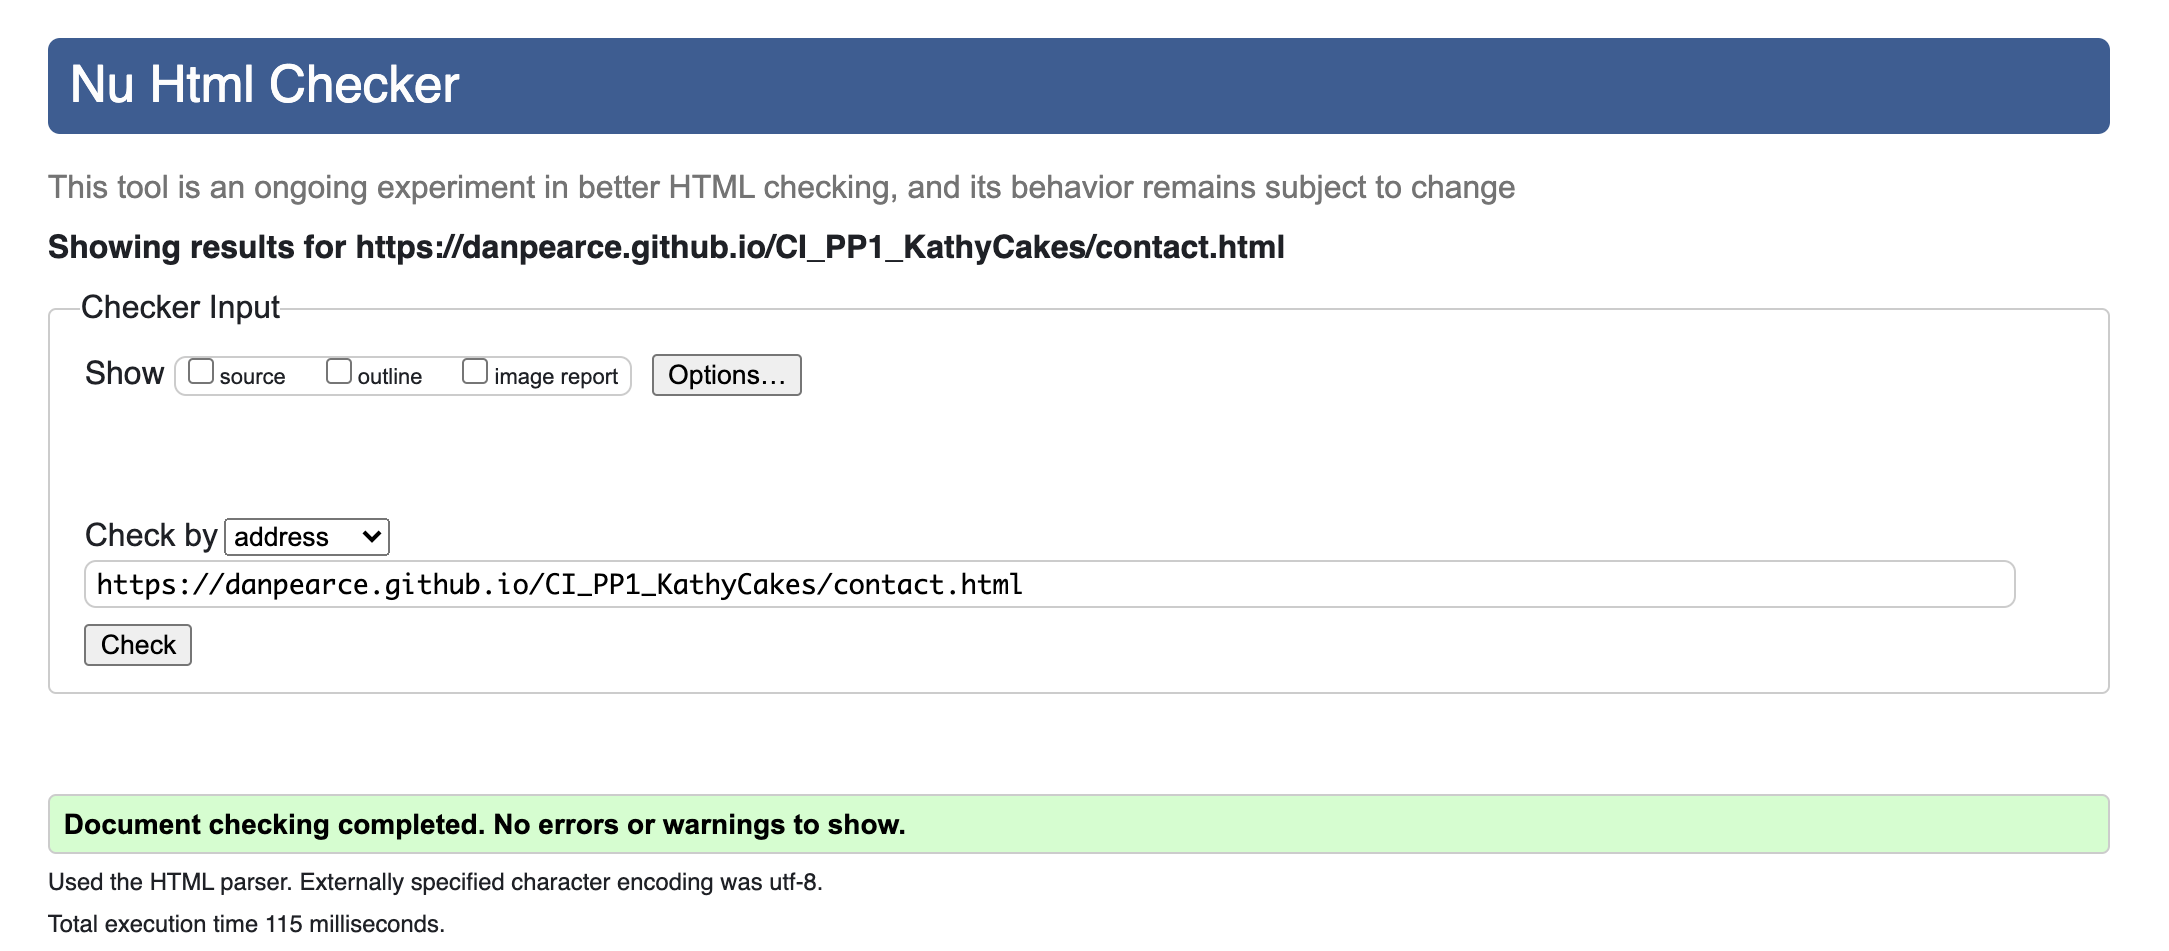 Nu Html Checker
This tool is an ongoing experiment in better HTML checking, and its behavior remains subject to change
Showing results for https://danpearce.github.io/CI_PP1_KathyCakes/contact.html
Checker Input
Show source outline image report Options…
Check by address
https://danpearce.github.io/CI_PP1_KathyCakes/contact.html
Check
Document checking completed. No errors or warnings to show.
Used the HTML parser. Externally specified character encoding was utf-8.
Total execution time 115 milliseconds.